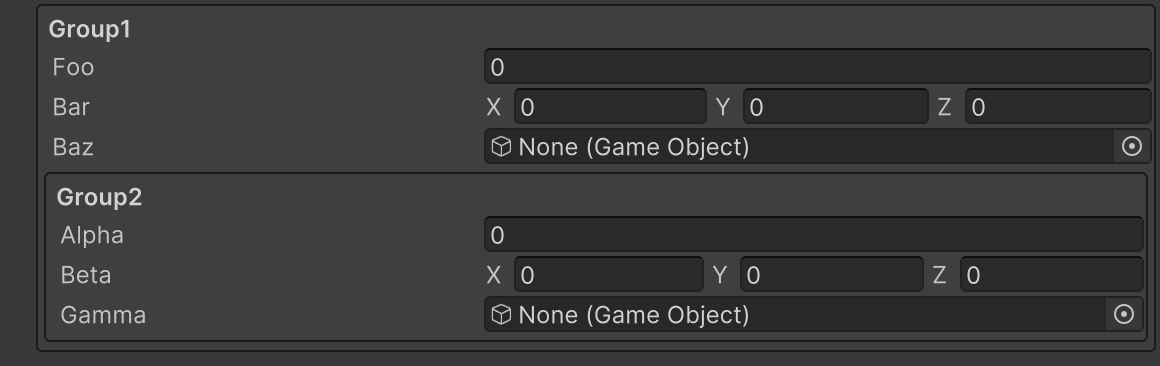 Group1
Foo 0
Bar X 0 Y 0 Z 0
Baz None (Game Object)
Group2
Alpha 0
Beta X 0 Y 0 Z 0
Gamma None (Game Object)